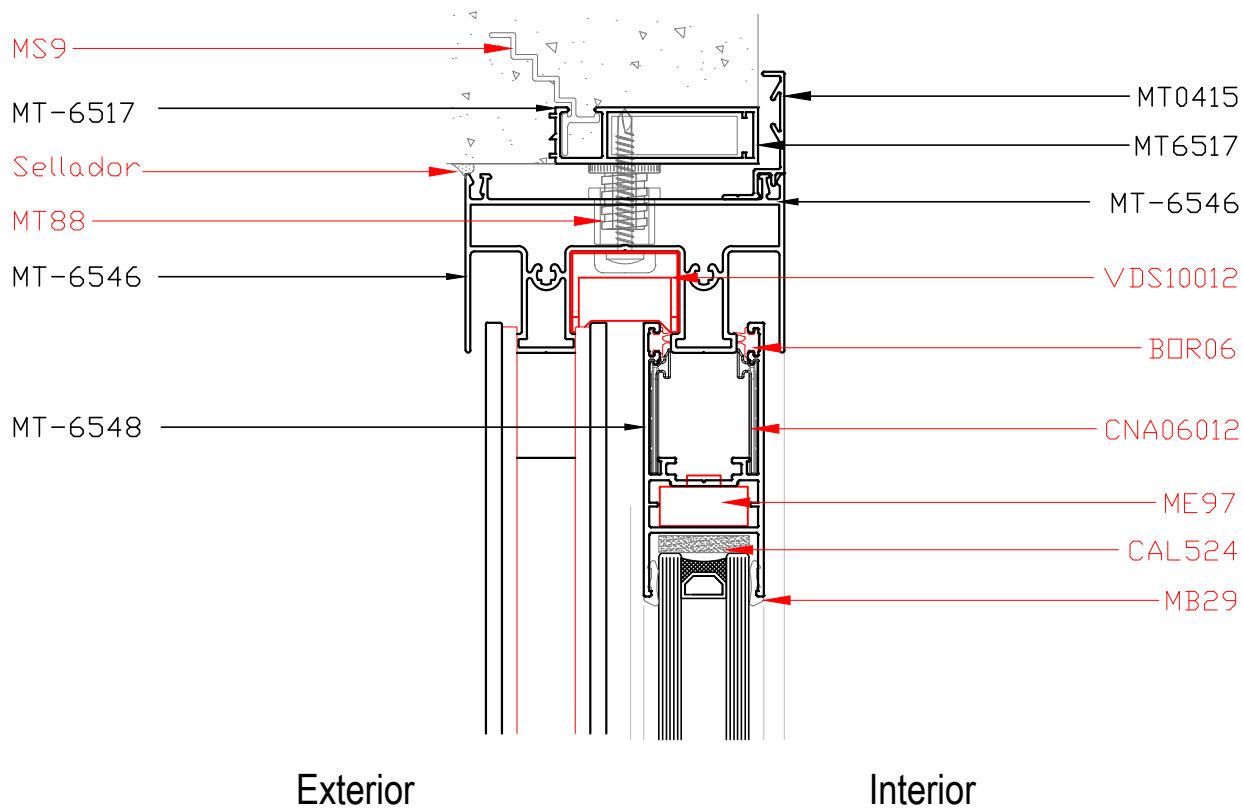 MS9
MT-6517
Sellador
MT88
MT-6546
MT-6548
MT0415
MT6517
MT-6546
VDS10012
BOR06
CNA06012
ME97
CAL524
MB29
Exterior
Interior